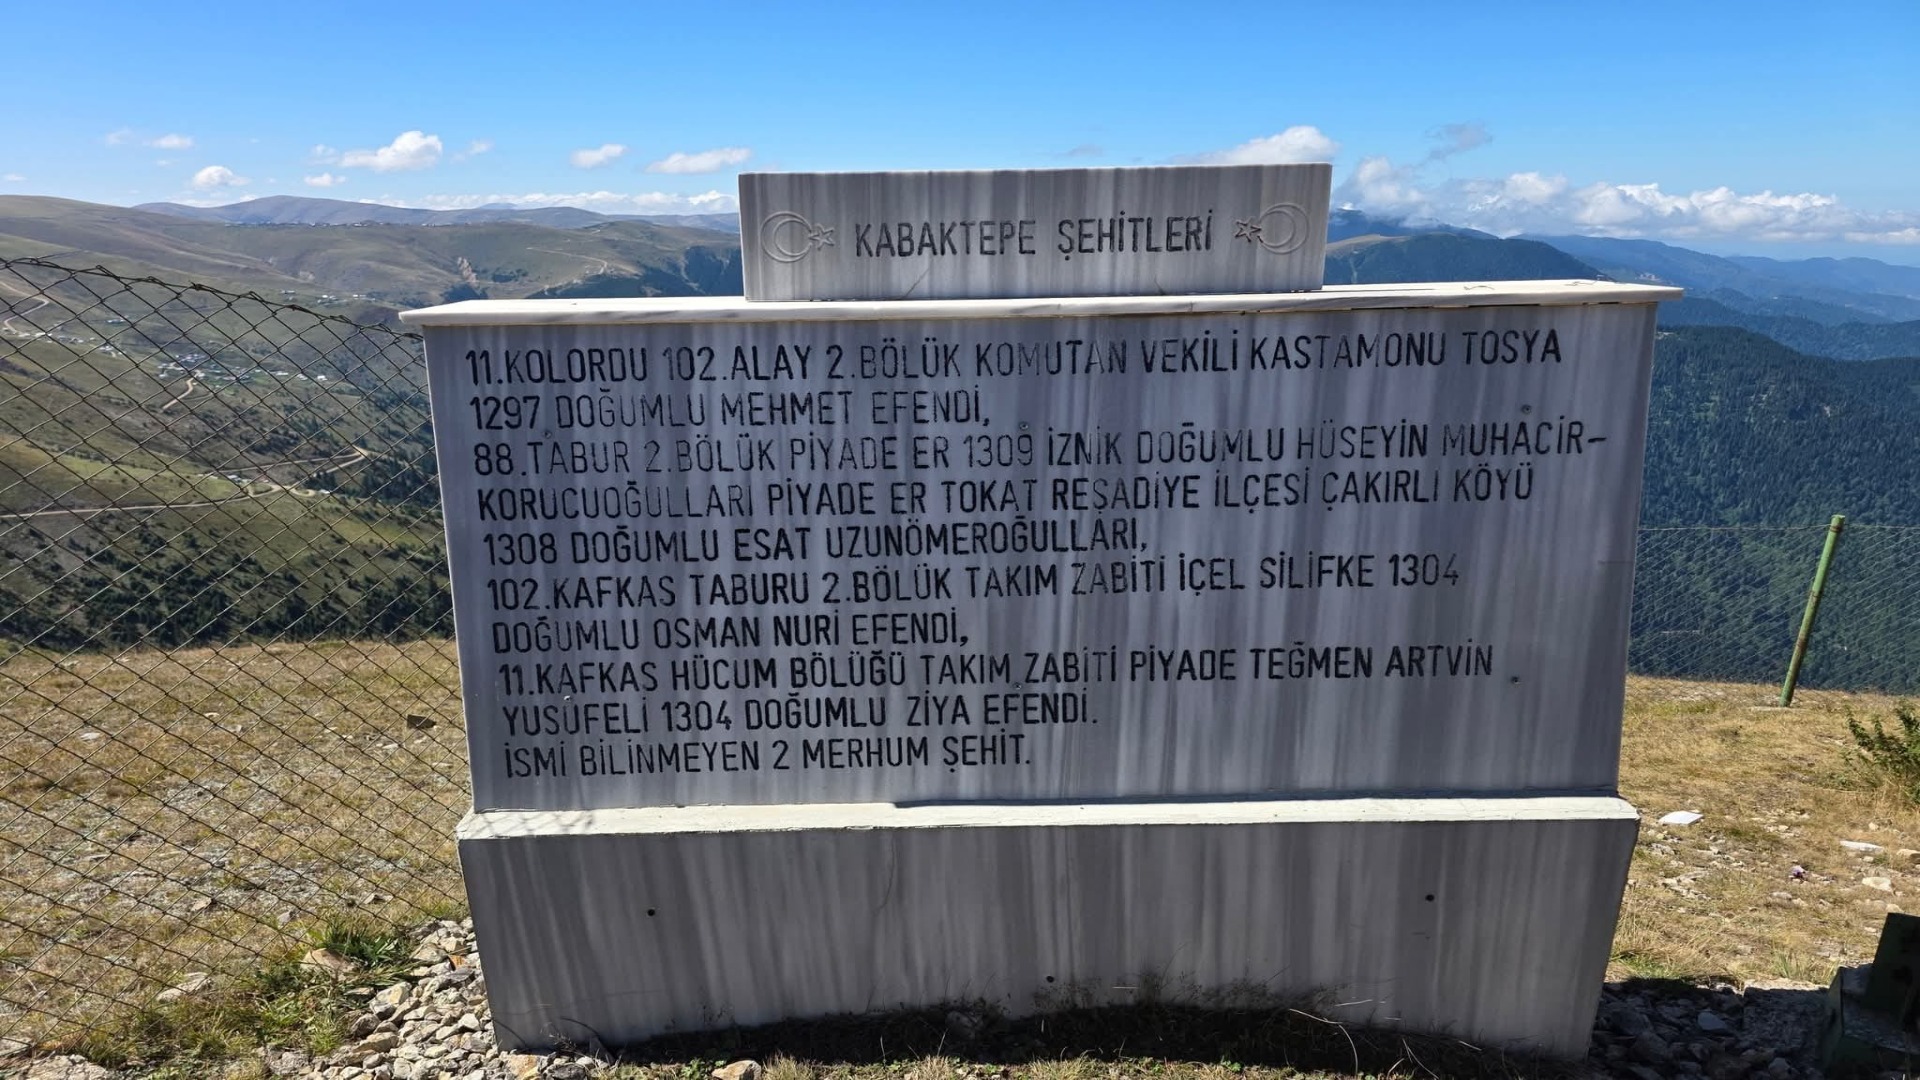 KABAKTEPE ŞEHİTLERİ
11.KOLORDU 102.ALAY 2.BÖLÜK KOMUTAN VEKİLİ KASTAMONU TOSYA
1297 DOĞUMLU MEHMET EFENDİ,
88.TABUR 2.BÖLÜK PİYADE ER 1309 İZNİK DOĞUMLU HÜSEYİN MUHACİR-
KORUCUOĞULLARI PİYADE ER TOKAT REŞADİYE İLÇESİ ÇAKIRLI KÖYÜ
1308 DOĞUMLU ESAT UZUNÖMEROĞULLARI,
102.KAFKAS TABURU 2.BÖLÜK TAKIM ZABİTİ İÇEL SİLİFKE 1304
DOĞUMLU OSMAN NURİ EFENDİ,
11.KAFKAS HÜCUM BÖLÜĞÜ TAKIM ZABİTİ PİYADE TEĞMEN ARTVİN
YUSUFELİ 1304 DOĞUMLU ZİYA EFENDİ.
İSMİ BİLİNMEYEN 2 MERHUM ŞEHİT.